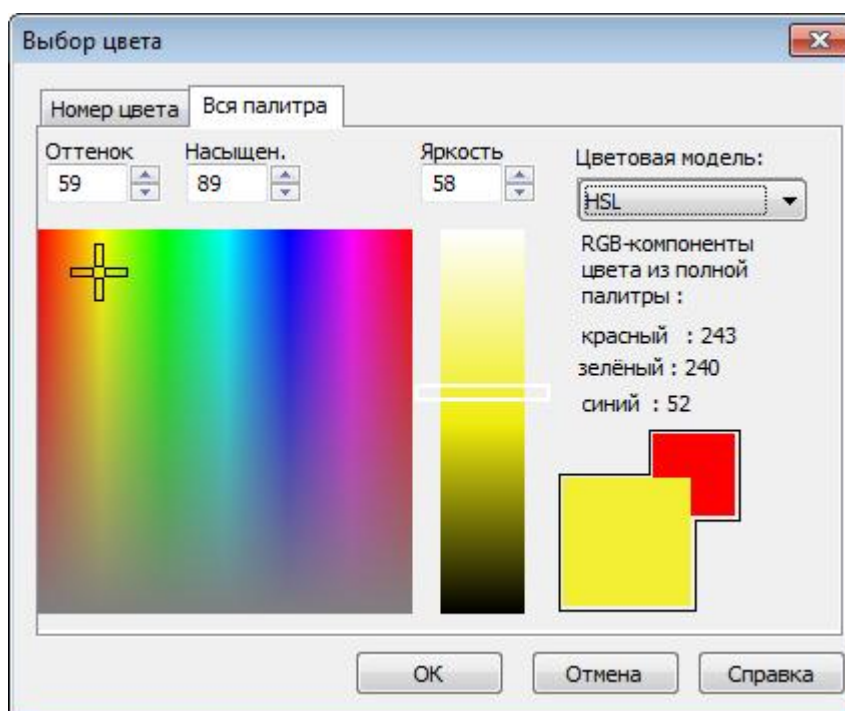 Выбор цвета
Номер цвета Вся палитра
Оттенок Насыщен. Яркость Цветовая модель:
59 89 58
HSL
RGB-компоненты
цвета из полной
палитры :
красный : 243
зелёный : 240
синий : 52
OK Отмена Справка